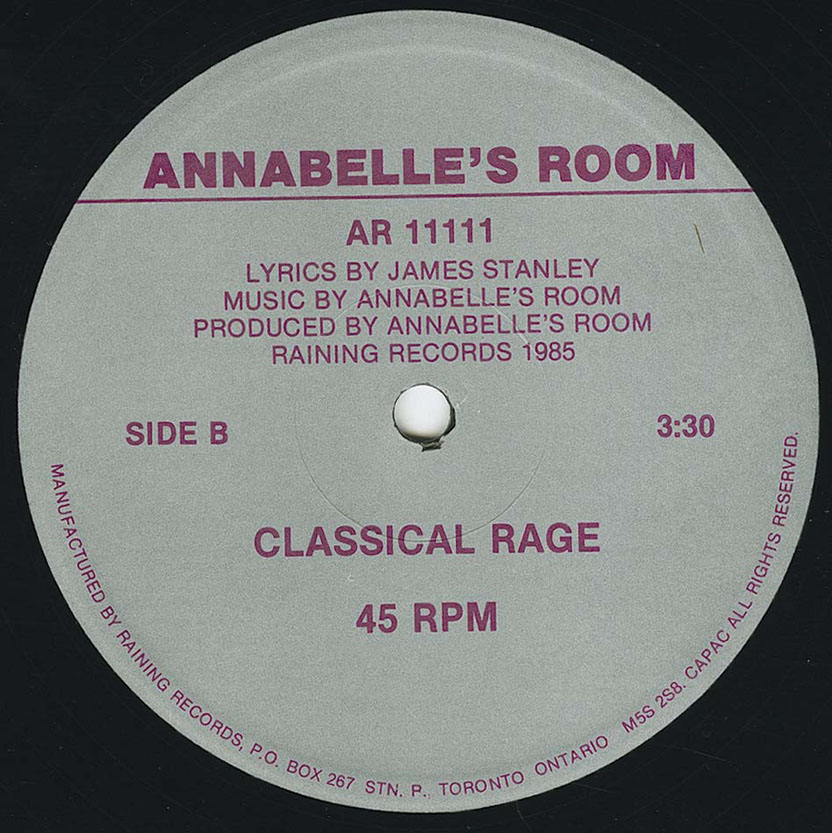 ANNABELLE'S ROOM
AR 11111
LYRICS BY JAMES STANLEY
MUSIC BY ANNABELLE'S ROOM
PRODUCED BY ANNABELLE'S ROOM
RAINING RECORDS 1985
SIDE B
3:30
CLASSICAL RAGE
45 RPM
MANUFACTURED BY RAINING RECORDS, P.O. BOX 267 STN. P., TORONTO ONTARIO M5S 2S8. CAPAC ALL RIGHTS RESERVED.